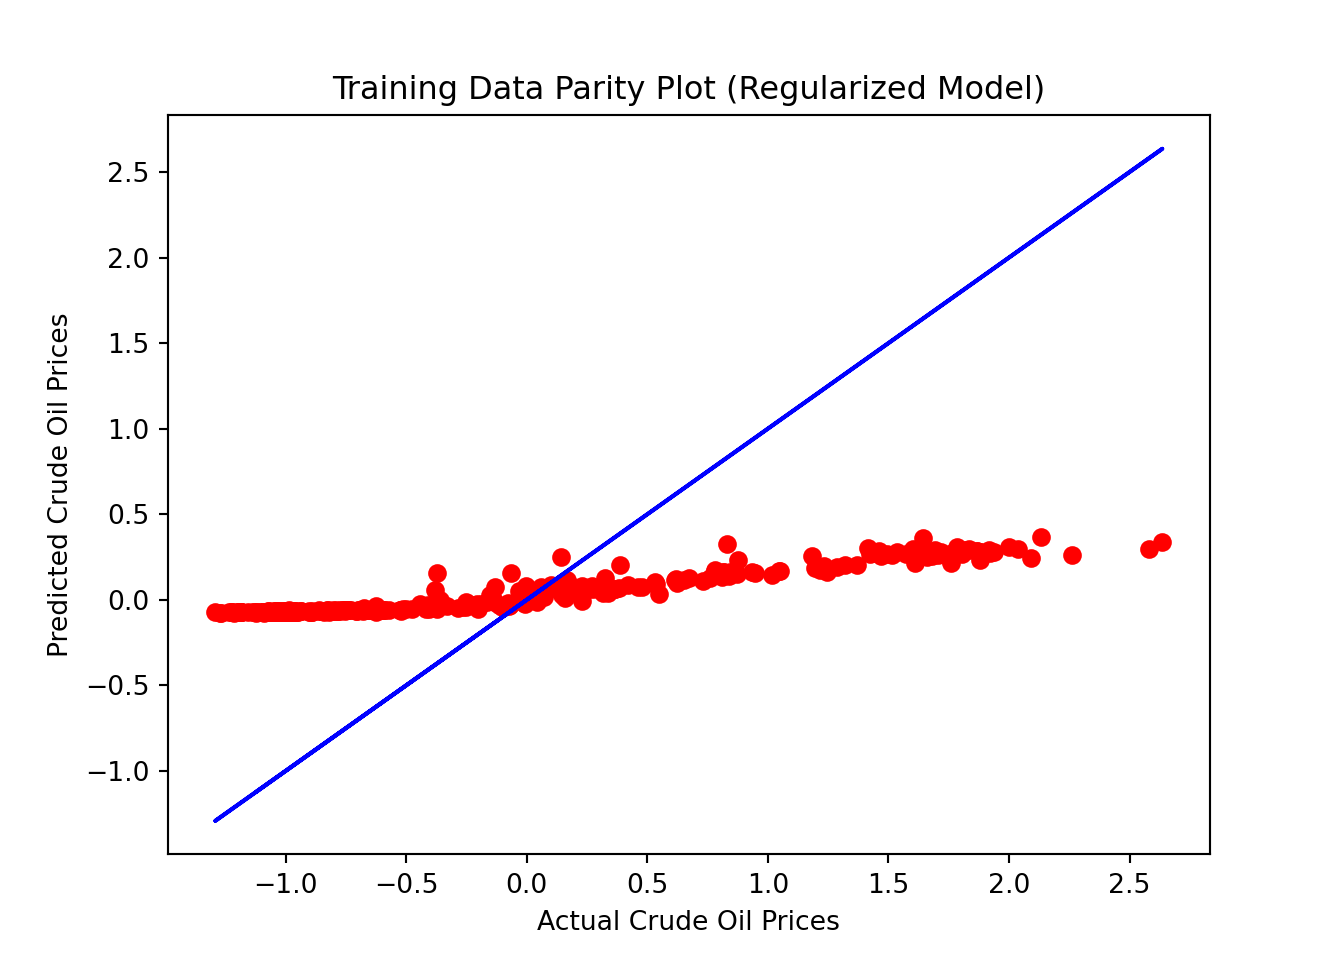 Training Data Parity Plot (Regularized Model)
Predicted Crude Oil Prices
2.5
2.0
1.5
1.0
0.5
0.0
−0.5
−1.0
−1.0 −0.5 0.0 0.5 1.0 1.5 2.0 2.5
Actual Crude Oil Prices